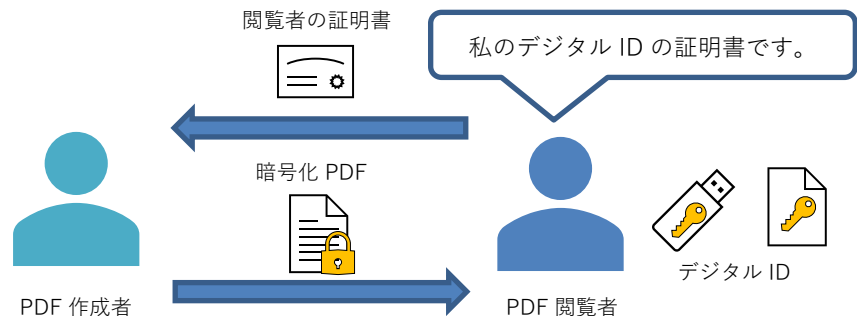 閲覧者の証明書
私のデジタル ID の証明書です。
暗号化 PDF
デジタル ID
PDF 作成者
PDF 閲覧者